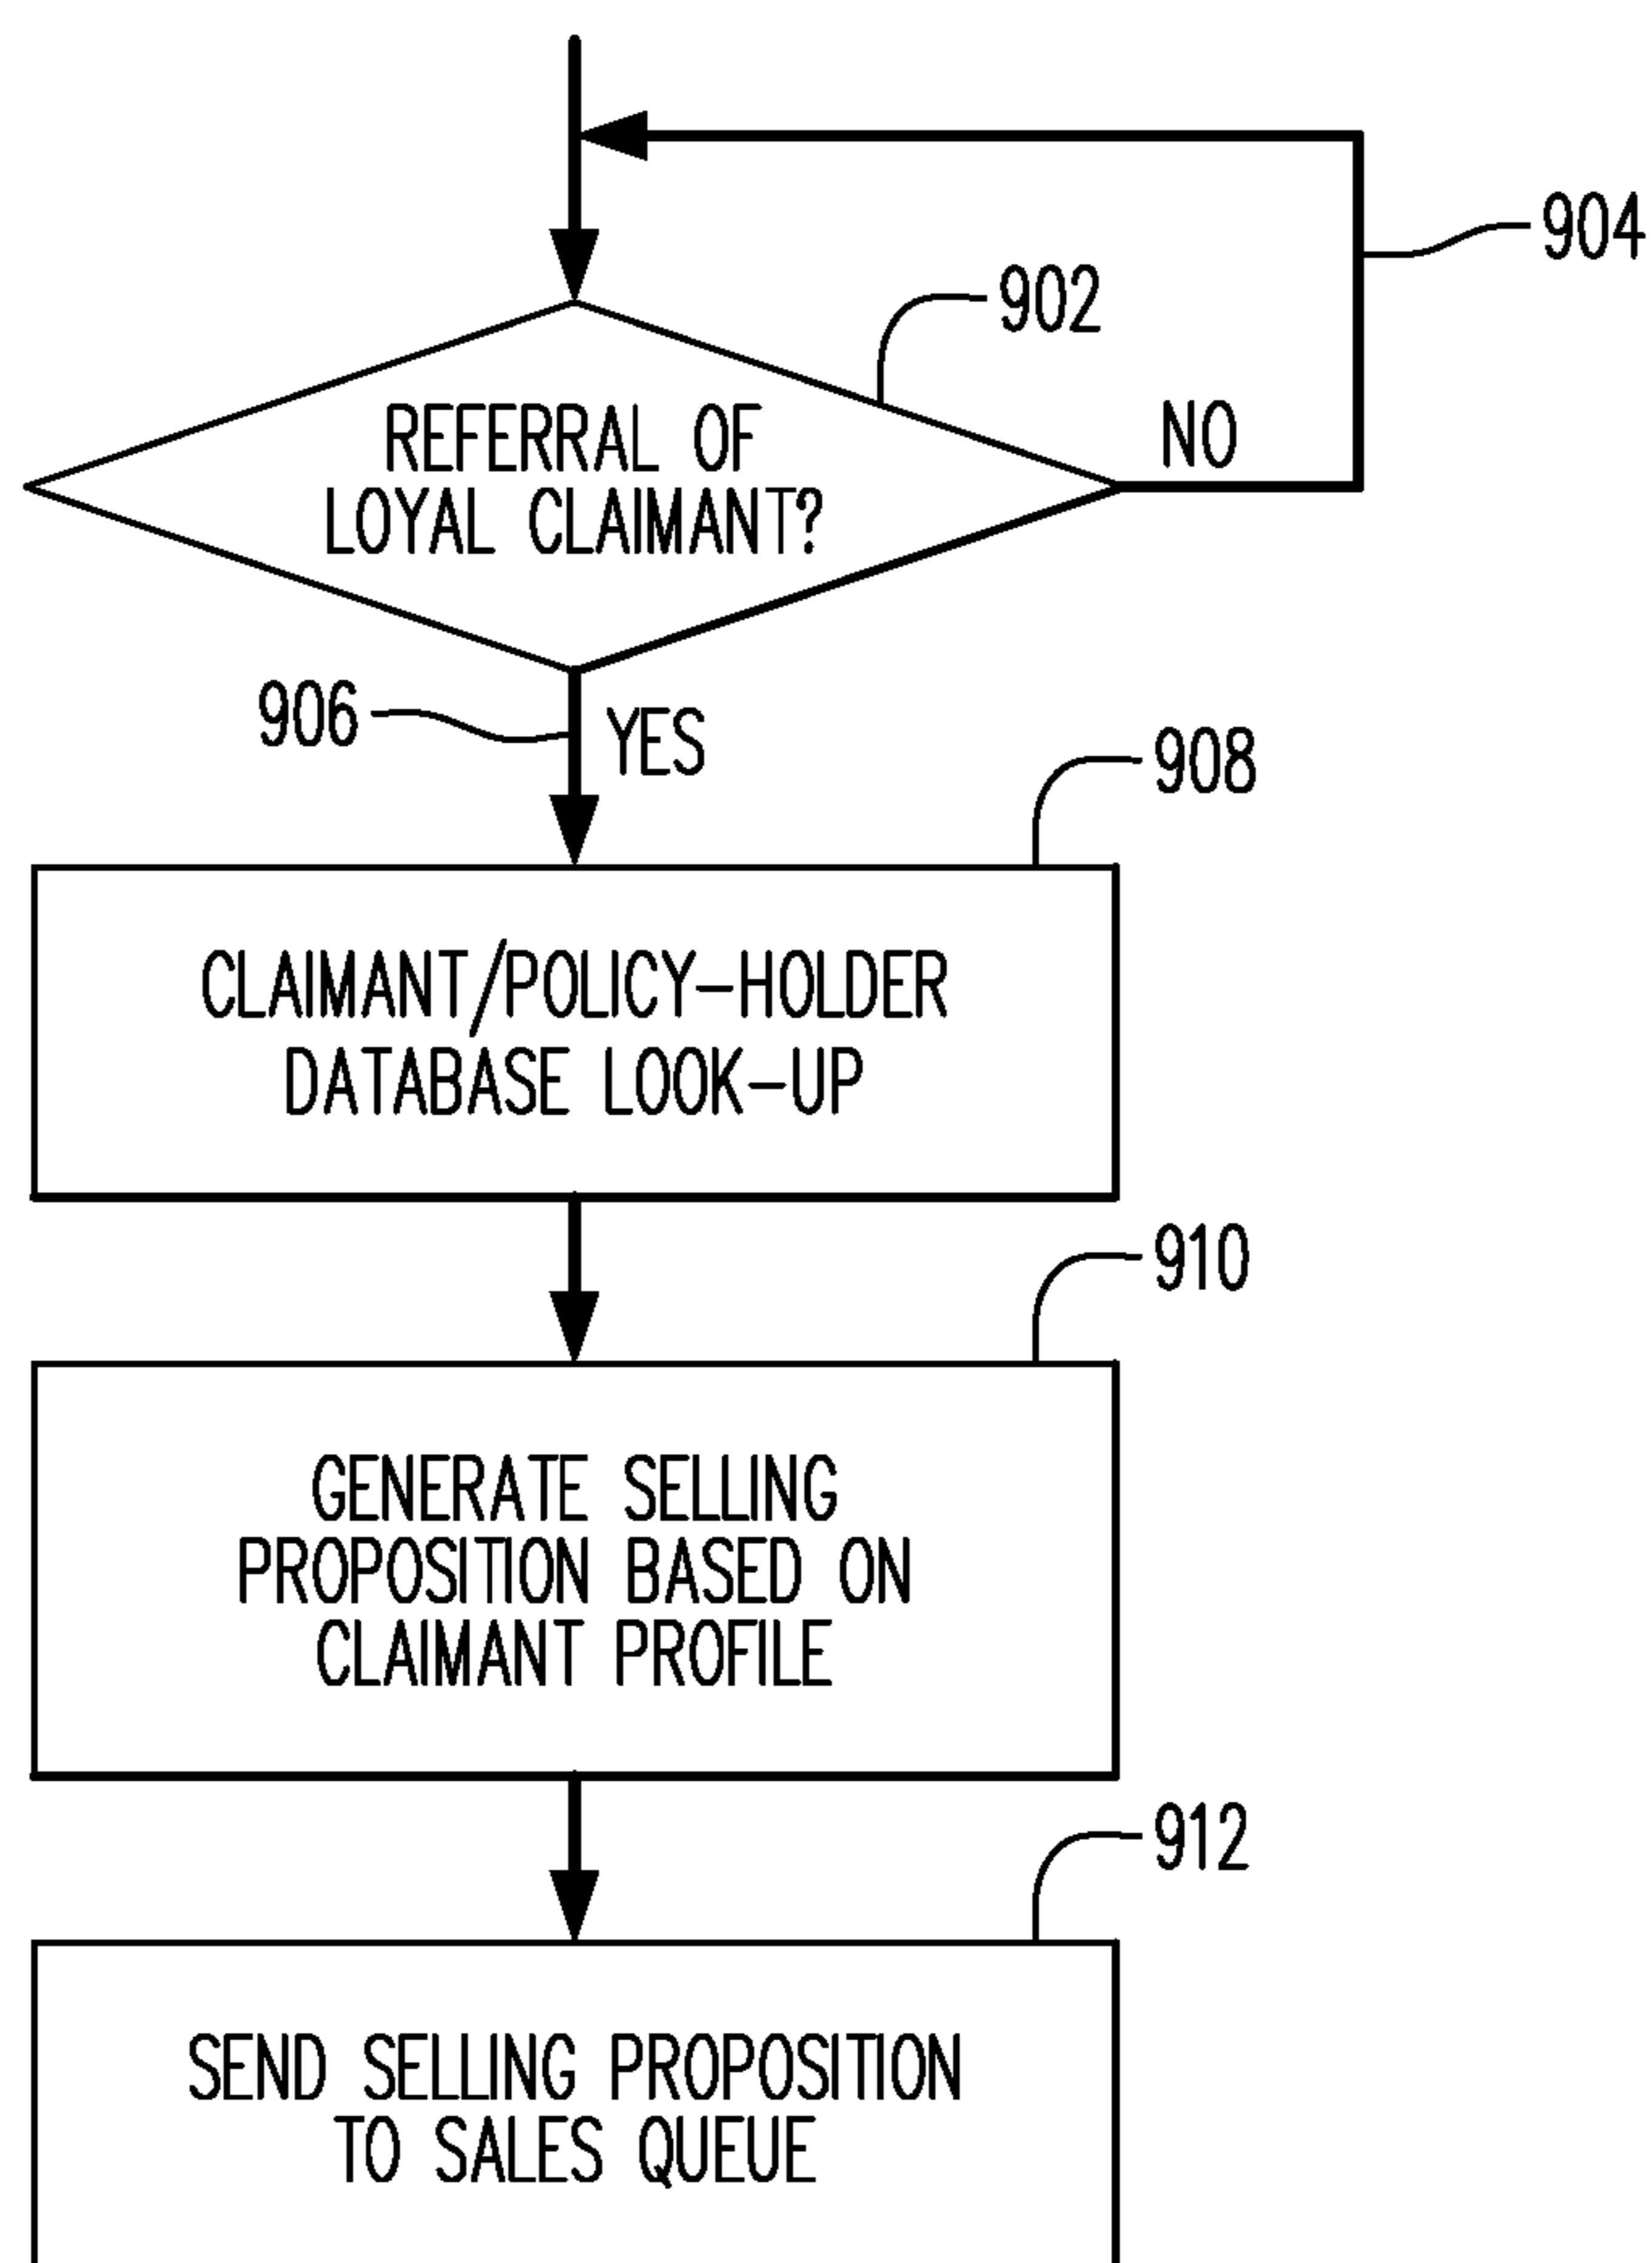 904
902
REFERRAL OF
LOYAL CLAIMANT?
NO
906
YES
908
CLAIMANT/POLICY-HOLDER
DATABASE LOOK-UP
910
GENERATE SELLING
PROPOSITION BASED ON
CLAIMANT PROFILE
912
SEND SELLING PROPOSITION
TO SALES QUEUE